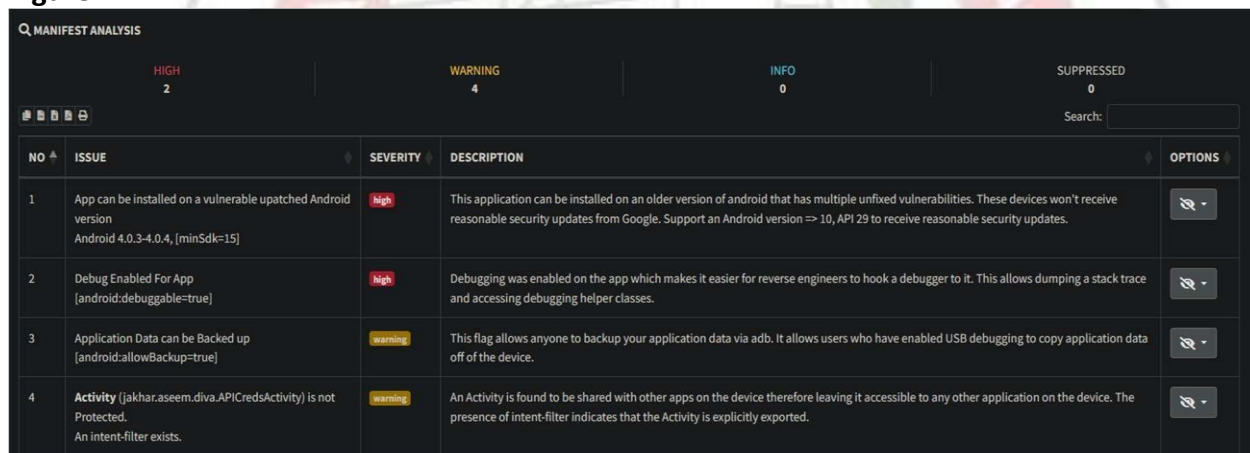 MANIFEST ANALYSIS
HIGH
2
WARNING
4
INFO
0
SUPPRESSED
0
Search:
NO ISSUE SEVERITY DESCRIPTION OPTIONS
1 App can be installed on a vulnerable upatched Android
version
Android 4.0.3-4.0.4, [minSdk=15]
high
This application can be installed on an older version of android that has multiple unfixed vulnerabilities. These devices won't receive
reasonable security updates from Google. Support an Android version => 10, API 29 to receive reasonable security updates.
2 Debug Enabled For App
[android:debuggable=true]
high
Debugging was enabled on the app which makes it easier for reverse engineers to hook a debugger to it. This allows dumping a stack trace
and accessing debugging helper classes.
3 Application Data can be Backed up
[android:allowBackup=true]
warning
This flag allows anyone to backup your application data via adb. It allows users who have enabled USB debugging to copy application data
off of the device.
4 Activity (jakhar.aseem.diva.APICredsActivity) is not
Protected.
An intent-filter exists.
warning
An Activity is found to be shared with other apps on the device therefore leaving it accessible to any other application on the device. The
presence of intent-filter indicates that the Activity is explicitly exported.